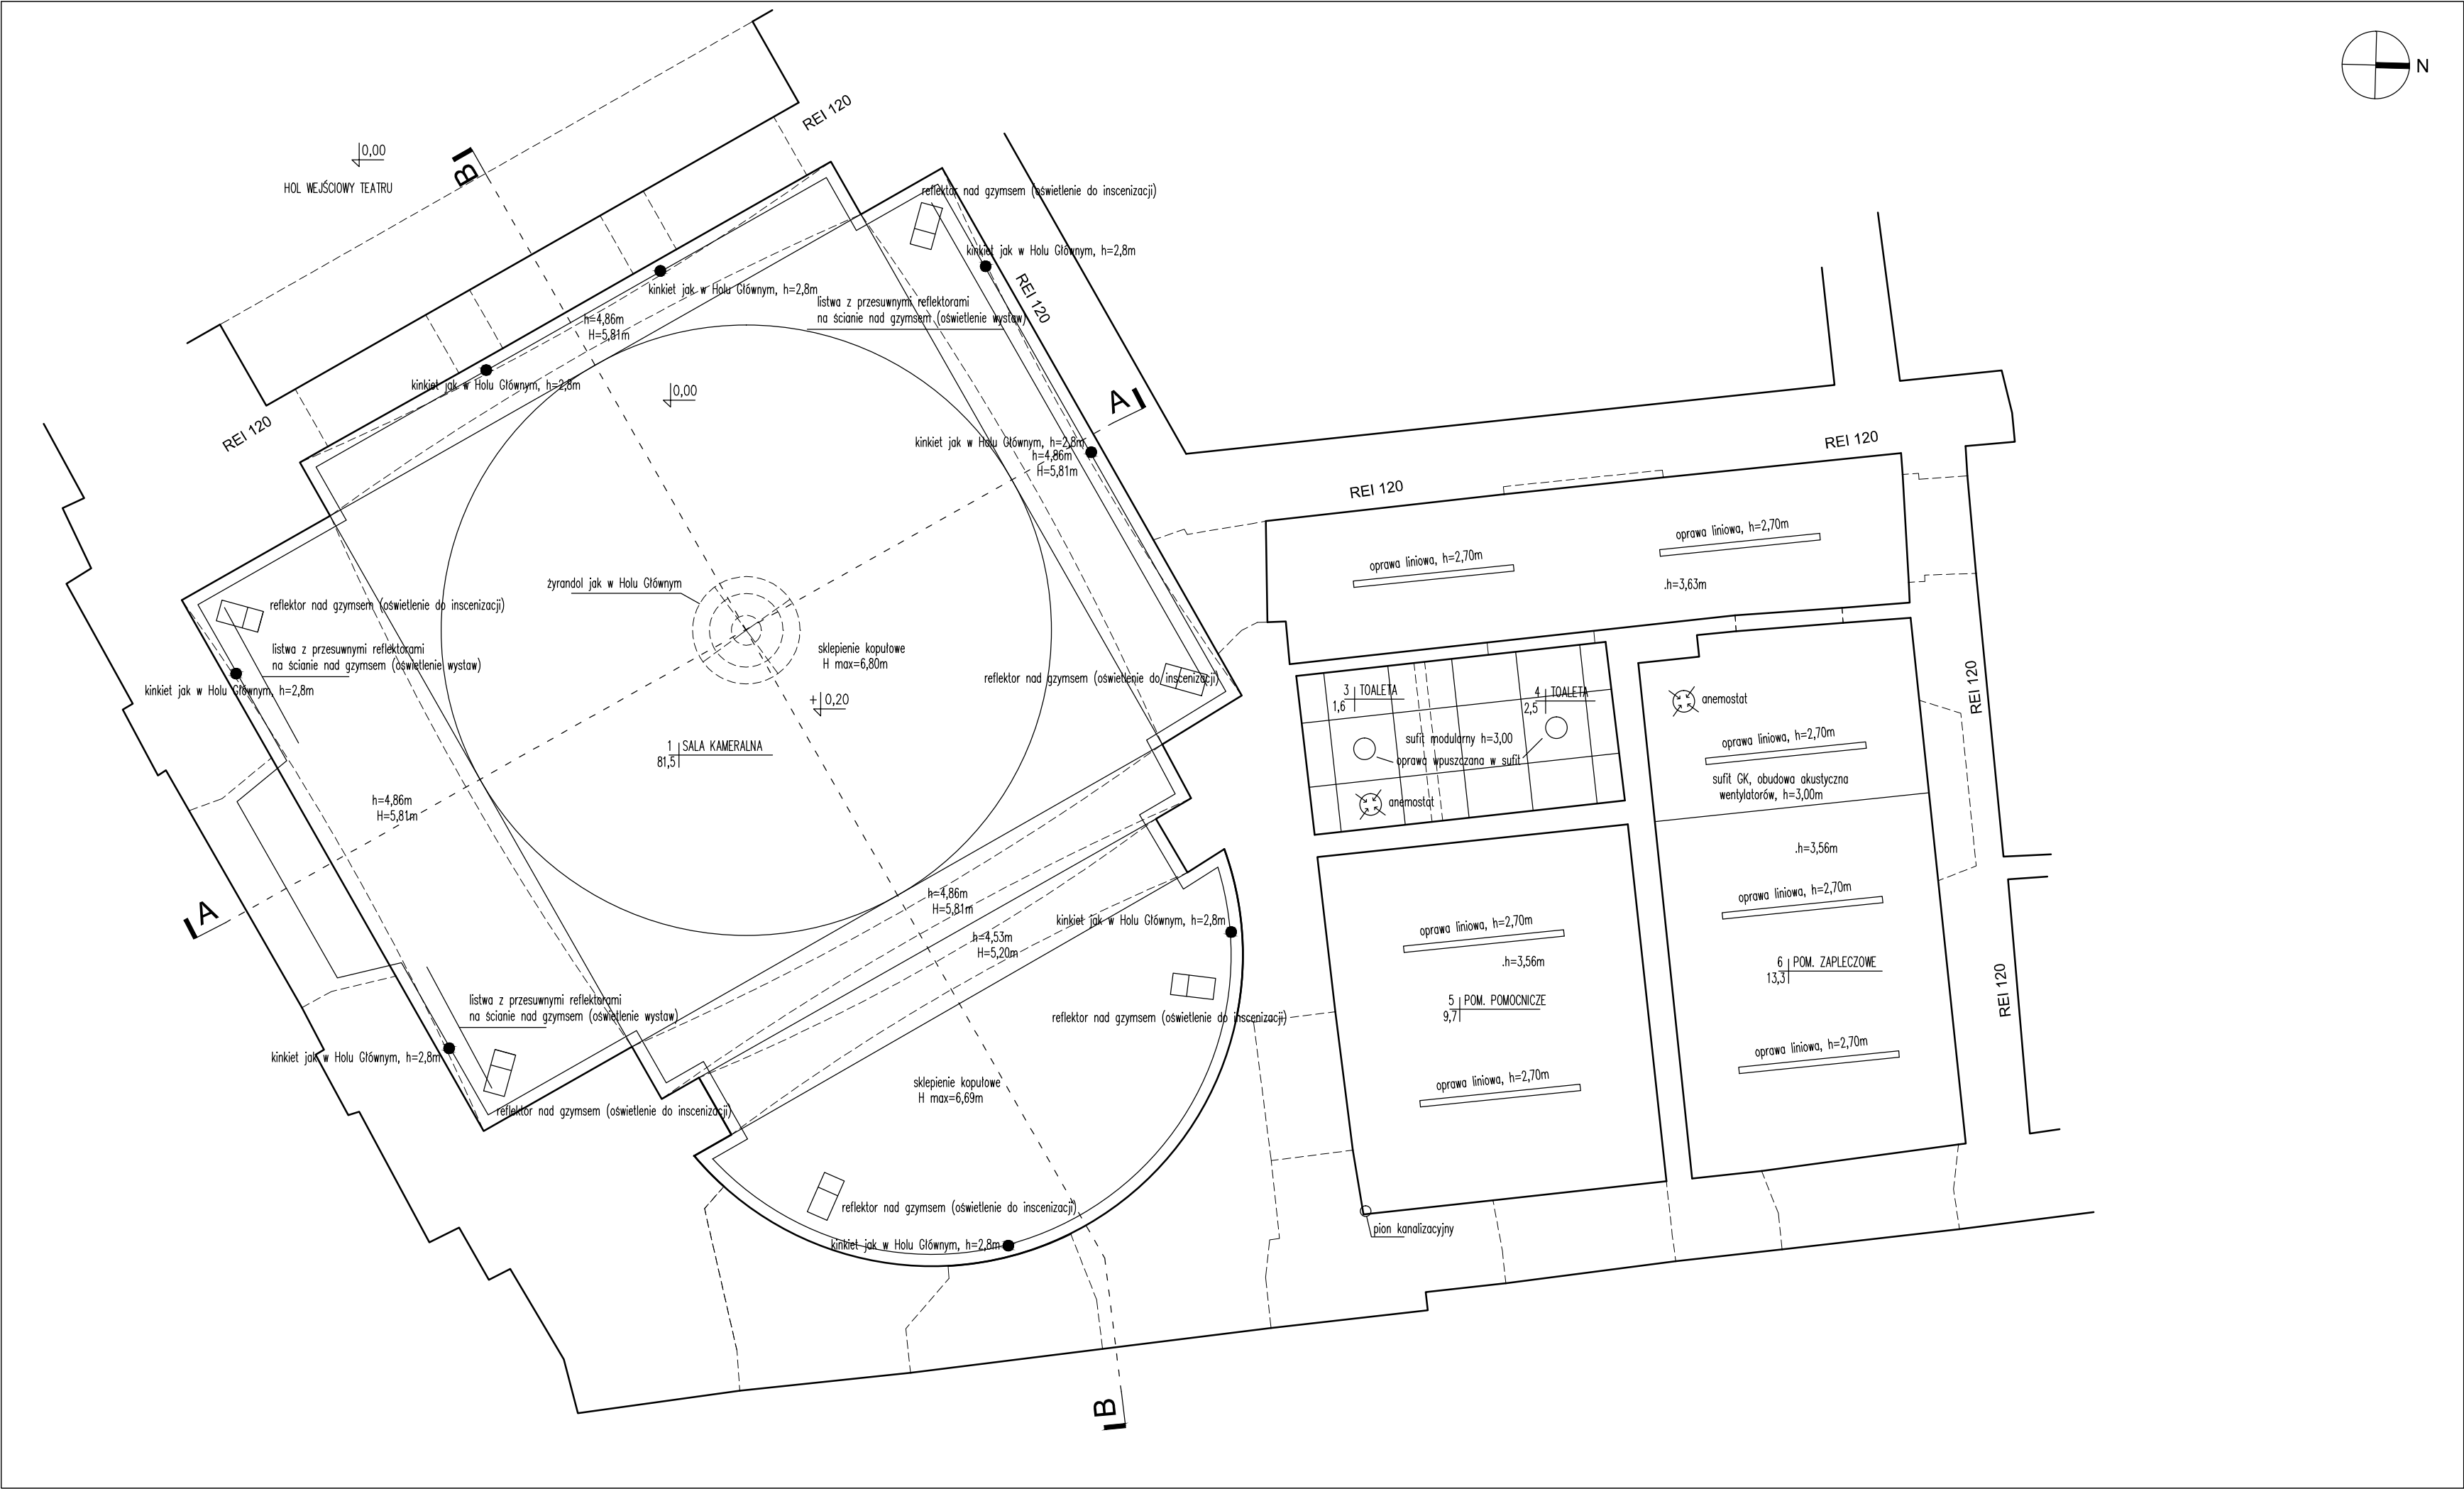 N
REI 120
0,00
HOL WEJŚCIOWY TEATRU
B
reflektor nad gzymsem (oświetlenie do inscenizacji)
kinkiet jak w Holu Głównym, h=2,8m
REI 120
kinkiet jak w Holu Głównym, h=2,8m
listwa z przesuwnymi reflektorami
na ścianie nad gzymsem (oświetlenie wystaw)
h=4,86m
H=5,81m
kinkiet jak w Holu Głównym, h=2,8m
0,00
A
REI 120
kinkiet jak w Holu Głównym, h=2,8m
h=4,86m
H=5,81m
REI 120
REI 120
oprawa liniowa, h=2,70m
oprawa liniowa, h=2,70m
.h=3,63m
żyrandol jak w Holu Głównym
reflektor nad gzymsem (oświetlenie do inscenizacji)
listwa z przesuwnymi reflektorami
na ścianie nad gzymsem (oświetlenie wystaw)
kinkiet jak w Holu Głównym, h=2,8m
sklepienie kopułowe
H max=6,80m
+ 0,20
reflektor nad gzymsem (oświetlenie do inscenizacji)
1 SALA KAMERALNA
81,5
3 TOALETA
1,6
4 TOALETA
2,5
sufit modularny h=3,00
oprawa wpuszczana w sufit
anemostat
anemostat
REI 120
oprawa liniowa, h=2,70m
sufit GK, obudowa akustyczna
wentylatorów, h=3,00m
.h=3,56m
h=4,86m
H=5,81m
A
h=4,86m
H=5,81m
h=4,53m
H=5,20m
kinkiet jak w Holu Głównym, h=2,8m
oprawa liniowa, h=2,70m
oprawa liniowa, h=2,70m
.h=3,56m
6 POM. ZAPLECZOWE
13,3
REI 120
5 POM. POMOCNICZE
9,7
listwa z przesuwnymi reflektorami
na ścianie nad gzymsem (oświetlenie wystaw)
reflektor nad gzymsem (oświetlenie do inscenizacji)
kinkiet jak w Holu Głównym, h=2,8m
oprawa liniowa, h=2,70m
oprawa liniowa, h=2,70m
sklepienie kopułowe
H max=6,69m
reflektor nad gzymsem (oświetlenie do inscenizacji)
reflektor nad gzymsem (oświetlenie do inscenizacji)
pion kanalizacyjny
kinkiet jak w Holu Głównym, h=2,8m
B